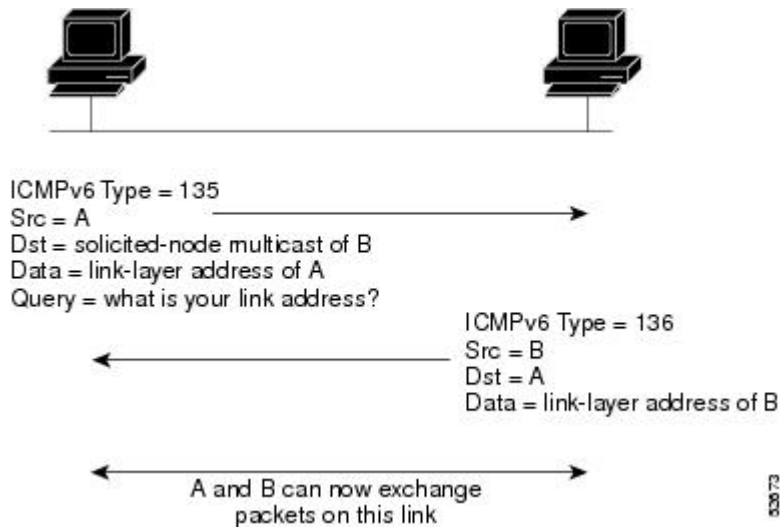 ICMPv6 Type = 135
Src = A
Dst = solicited-node multicast of B
Data = link-layer address of A
Query = what is your link address?
ICMPv6 Type = 136
Src = B
Dst = A
Data = link-layer address of B
A and B can now exchange
packets on this link
53673